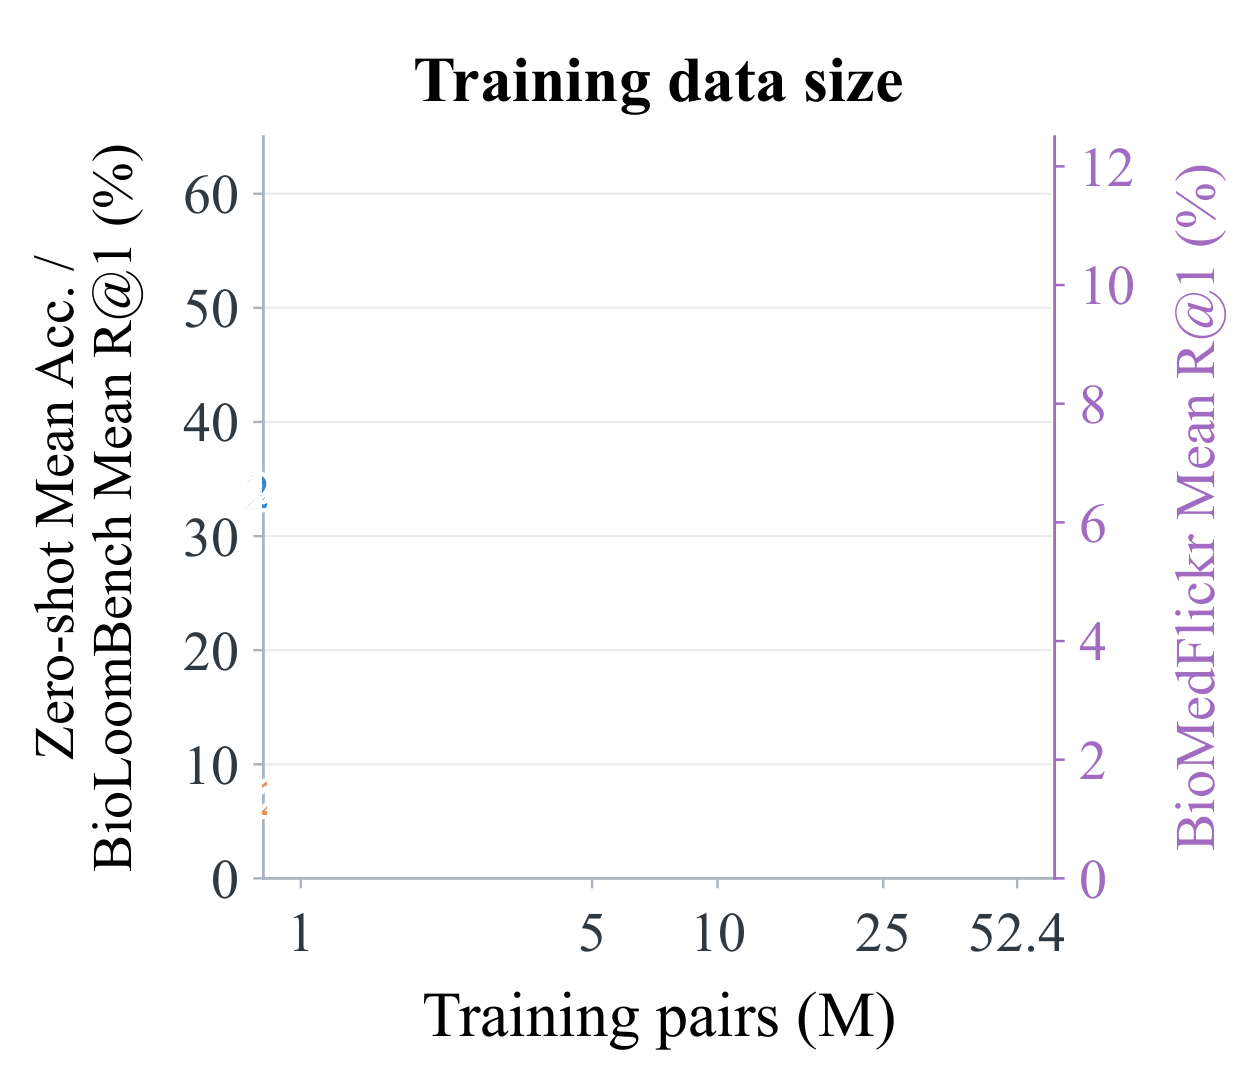 Training data size
Zero-shot Mean Acc. /
BioLoomBench Mean R@1 (%)
60
50
40
30
20
10
0
12
10
8
6
4
2
0
BioMedFlickr Mean R@1 (%)
1 5 10 25 52.4
Training pairs (M)